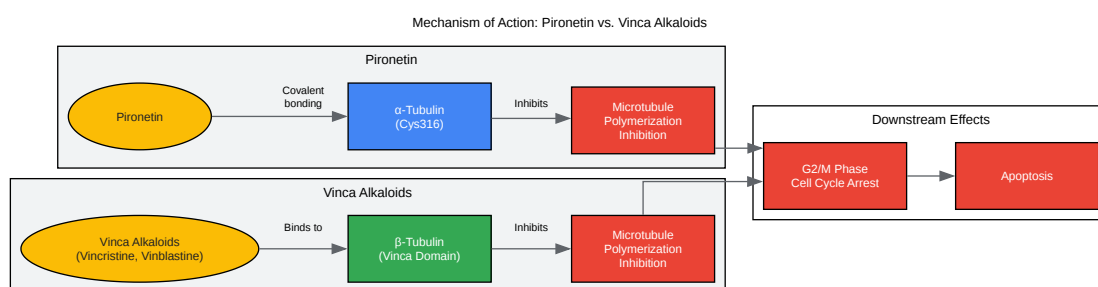 Mechanism of Action: Pironetin vs. Vinca Alkaloids
Pironetin
Pironetin
Covalent
bonding
α-Tubulin
(Cys316)
Inhibits
Microtubule
Polymerization
Inhibition
Vinca Alkaloids
Vinca Alkaloids
(Vincristine, Vinblastine)
Binds to
β-Tubulin
(Vinca Domain)
Inhibits
Microtubule
Polymerization
Inhibition
Downstream Effects
G2/M Phase
Cell Cycle Arrest
Apoptosis